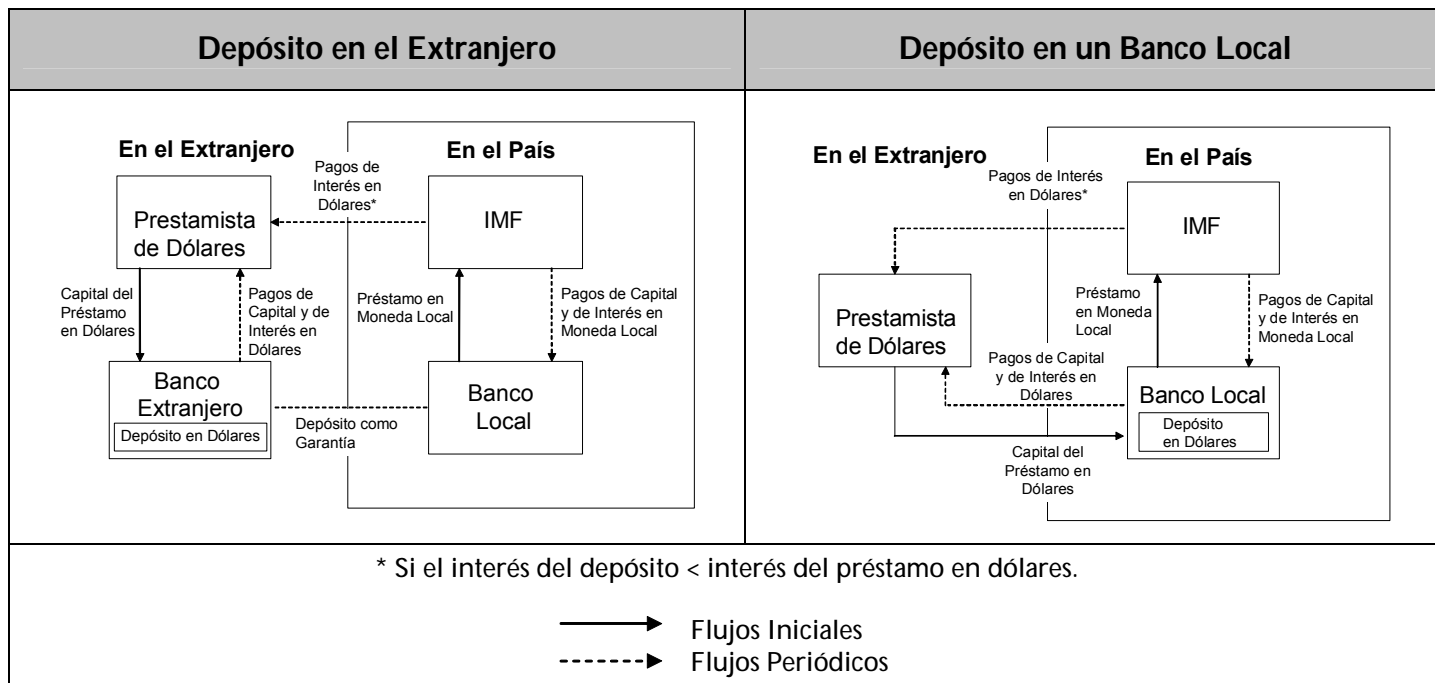 Depósito en el Extranjero
Depósito en un Banco Local
En el Extranjero
En el País
Pagos de
Interés en
Dólares*
Prestamista
de Dólares
IMF
Capital del
Préstamo
en Dólares
Pagos de
Capital y de
Interés en
Dólares
Préstamo en
Moneda Local
Pagos de Capital
y de Interés en
Moneda Local
Banco
Extranjero
Depósito en Dólares
Depósito como
Garantía
Banco
Local
En el Extranjero
En el País
Pagos de Interés
en Dólares*
IMF
Prestamista
de Dólares
Préstamo
en Moneda
Local
Pagos de Capital
y de Interés en
Moneda Local
Pagos de Capital
y de Interés en
Dólares
Banco Local
Depósito
en Dólares
Capital del
Préstamo en
Dólares
* Si el interés del depósito < interés del préstamo en dólares.
Flujos Iniciales
Flujos Periódicos